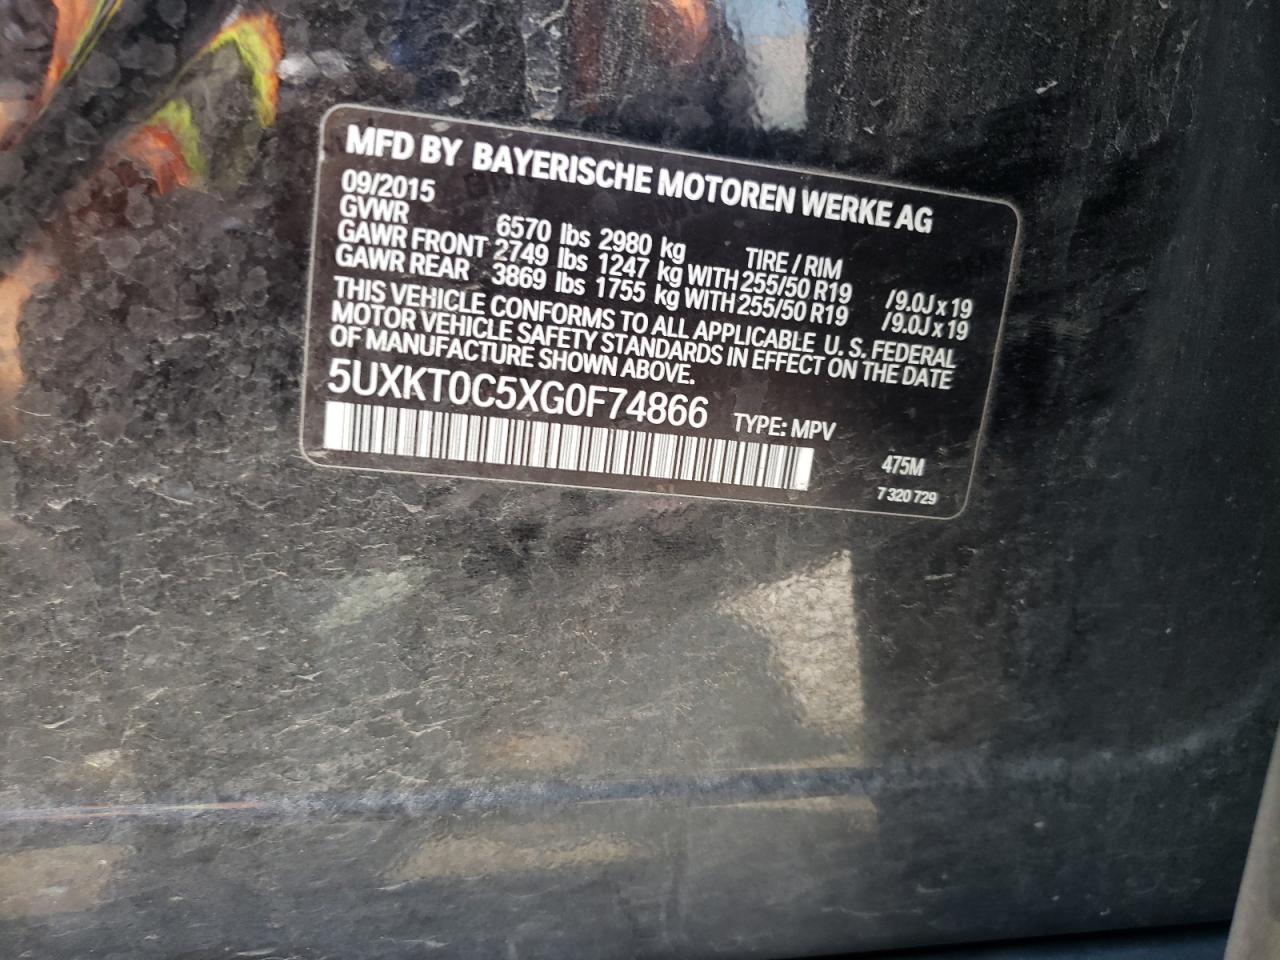 MFD BY BAYERISCHE MOTOREN WERKE AG
09/2015
GVWR 6570 lbs 2980 kg TIRE / RIM
GAWR FRONT 2749 lbs 1247 kg WITH 255/50 R19 /9.0J x 19
GAWR REAR 3869 lbs 1755 kg WITH 255/50 R19 /9.0J x 19
THIS VEHICLE CONFORMS TO ALL APPLICABLE U. S. FEDERAL
MOTOR VEHICLE SAFETY STANDARDS IN EFFECT ON THE DATE
OF MANUFACTURE SHOWN ABOVE.
5UXKT0C5XG0F74866 TYPE: MPV
475M
7 320 729